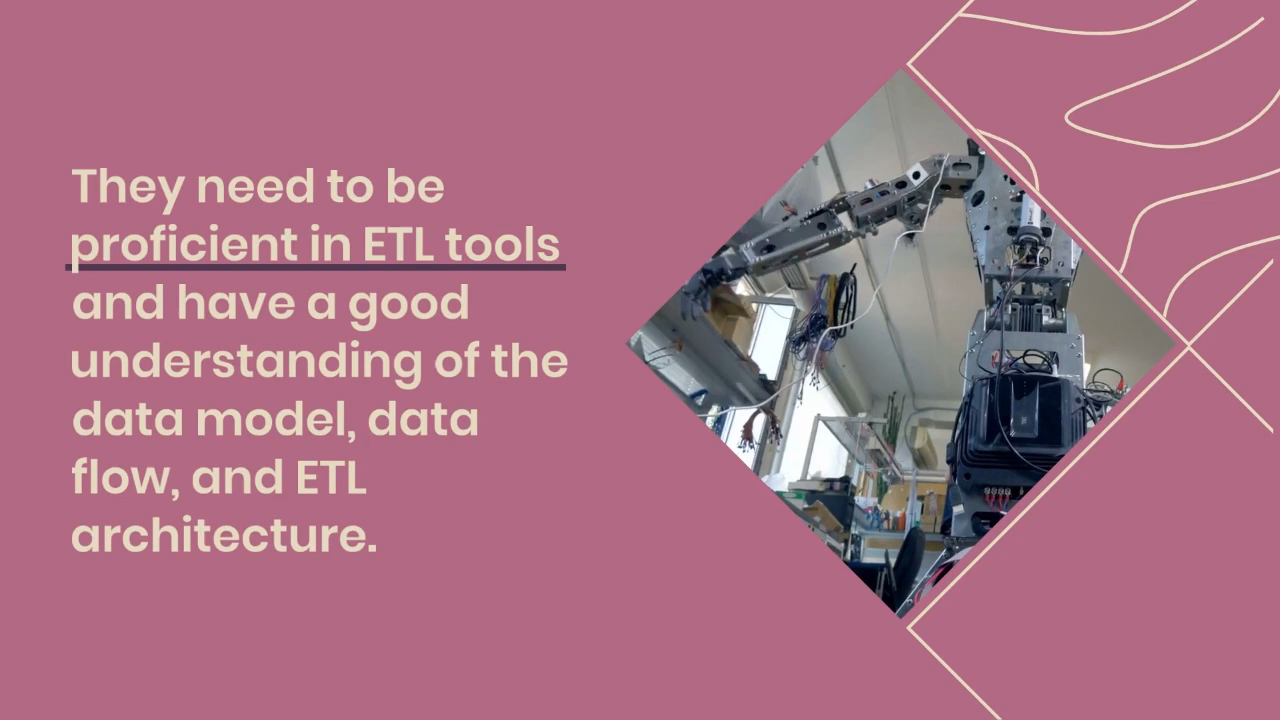 They need to be
proficient in ETL tools
and have a good
understanding of the
data model, data
flow, and ETL
architecture.